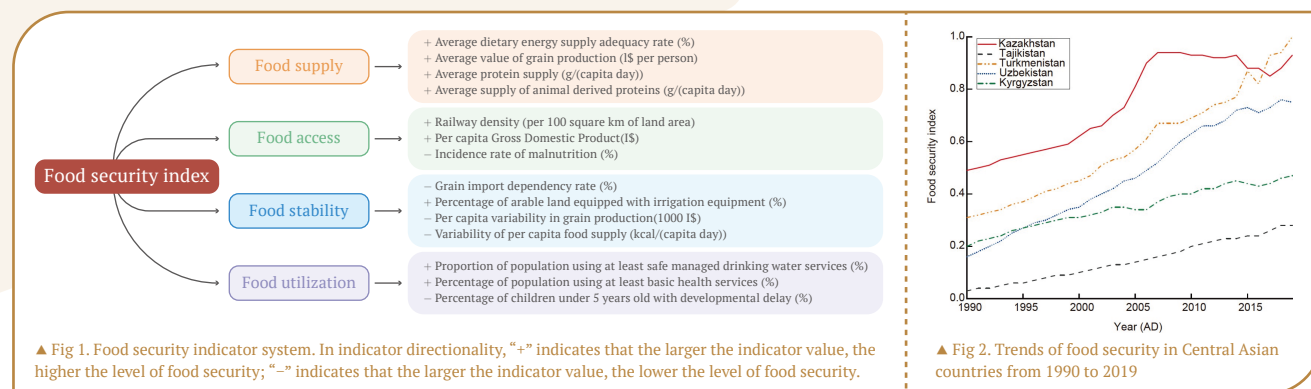 Food security index
Food supply
+ Average dietary energy supply adequacy rate (%)
+ Average value of grain production (I$ per person)
+ Average protein supply (g/(capita day))
+ Average supply of animal derived proteins (g/(capita day))
Food access
+ Railway density (per 100 square km of land area)
+ Per capita Gross Domestic Product(I$)
− Incidence rate of malnutrition (%)
Food stability
− Grain import dependency rate (%)
+ Percentage of arable land equipped with irrigation equipment (%)
− Per capita variability in grain production(1000 I$)
− Variability of per capita food supply (kcal/(capita day))
Food utilization
+ Proportion of population using at least safe managed drinking water services (%)
+ Percentage of population using at least basic health services (%)
− Percentage of children under 5 years old with developmental delay (%)
▲ Fig 1. Food security indicator system. In indicator directionality, “+” indicates that the larger the indicator value, the
higher the level of food security; “−” indicates that the larger the indicator value, the lower the level of food security.
Food security index
1.0
0.8
0.6
0.4
0.2
0.0
Kazakhstan
Tajikistan
Turkmenistan
Uzbekistan
Kyrgyzstan
1990
1995
2000
2005
2010
2015
Year (AD)
▲ Fig 2. Trends of food security in Central Asian
countries from 1990 to 2019